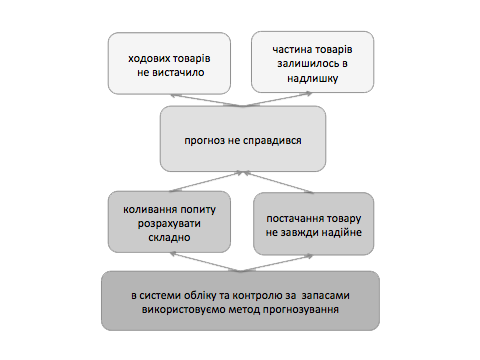 ходових товарів
не вистачило
частина товарів
залишилось в
надлишку
прогноз не справдився
коливання попиту
розрахувати
складно
постачання товару
не завжди надійне
в системи обліку та контролю за запасами
використовуємо метод прогнозування